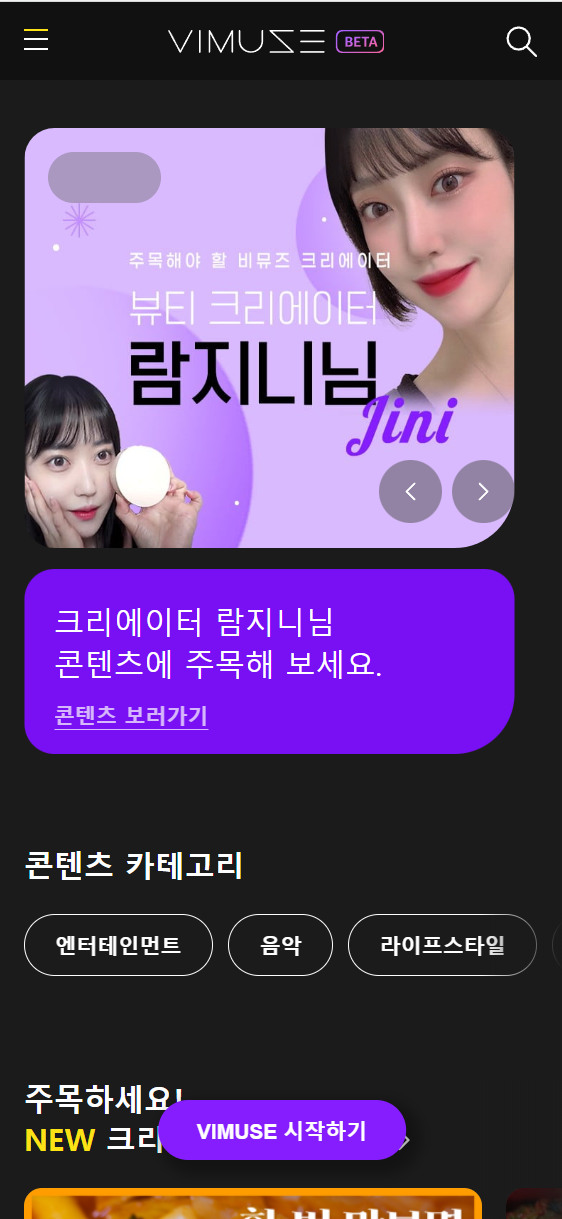 VIMUSE BETA
주목해야 할 비뮤즈 크리에이터
뷰티 크리에이터
람지니님
Jini
크리에이터 람지니님
콘텐츠에 주목해 보세요.
콘텐츠 보러가기
콘텐츠 카테고리
엔터테인먼트 음악 라이프스타일
주목하세요!
NEW 크리
VIMUSE 시작하기